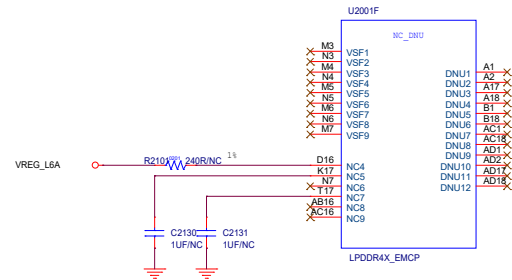 U2001F
NC_DNU
M3 VSF1
N3 VSF2
M4 VSF3
N4 VSF4
M5 VSF5
N5 VSF6
M6 VSF7
N6 VSF8
M7 VSF9
DNU1 A1
DNU2 A2
DNU3 A17
DNU4 A18
DNU5 B1
DNU6 B18
DNU7 AC1
DNU8 AC18
DNU9 AD1
DNU10 AD2
DNU11 AD17
DNU12 AD18
VREG_L6A
R2101 0201 240R/NC 1%
D16 NC4
K17 NC5
N7 NC6
T17 NC7
AB16 NC8
AC16 NC9
C2130
1UF/NC
C2131
1UF/NC
LPDDR4X_EMCP